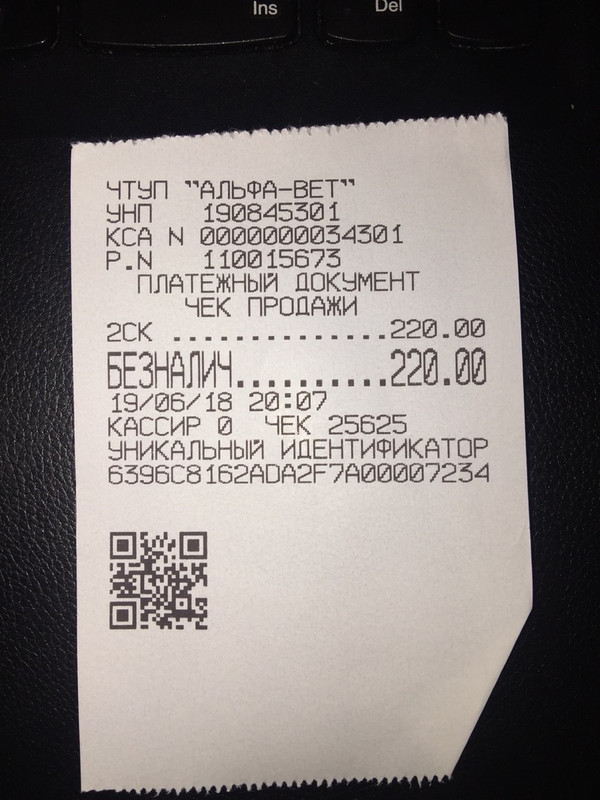 Ins
Del
ЧТУП "АЛЬФА-ВЕТ"
УНП 190845301
КСА N 0000000034301
Р.N 110015673
ПЛАТЕЖНЫЙ ДОКУМЕНТ
ЧЕК ПРОДАЖИ
2СК ...............220.00
БЕЗНАЛИЧ..........220.00
19/06/18 20:07
КАССИР 0 ЧЕК 25625
УНИКАЛЬНЫЙ ИДЕНТИФИКАТОР
6396C8162ADA2F7A00007234